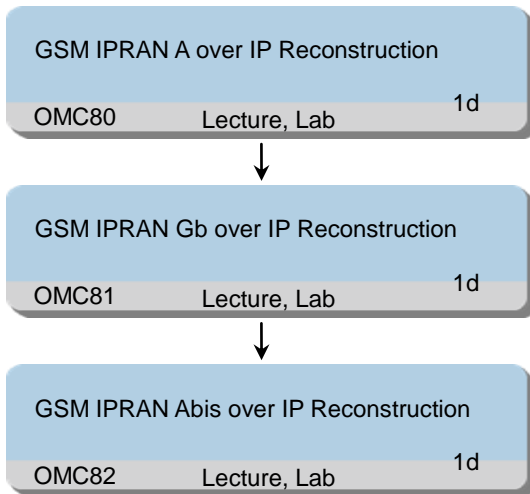 GSM IPRAN A over IP Reconstruction
1d
OMC80 Lecture, Lab
GSM IPRAN Gb over IP Reconstruction
1d
OMC81 Lecture, Lab
GSM IPRAN Abis over IP Reconstruction
1d
OMC82 Lecture, Lab